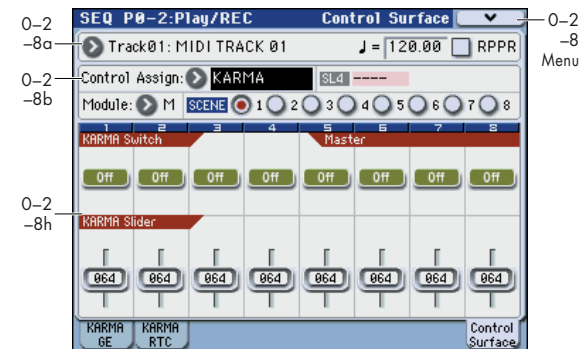 SEQ P0-2:Play/REC Control Surface
0-2
-8a
Track01: MIDI TRACK 01 ♩= 120.00 RPPR
0-2
-8
Menu
0-2
-8b
Control Assign: KARMA SL4 ----
Module: M SCENE 1 2 3 4 5 6 7 8
1 2 3 4 5 6 7 8
KARMA Switch Master
Off Off Off Off Off Off Off Off
0-2
-8h
KARMA Slider
064 064 064 064 064 064 064 064
KARMA GE
KARMA RTC
Control Surface